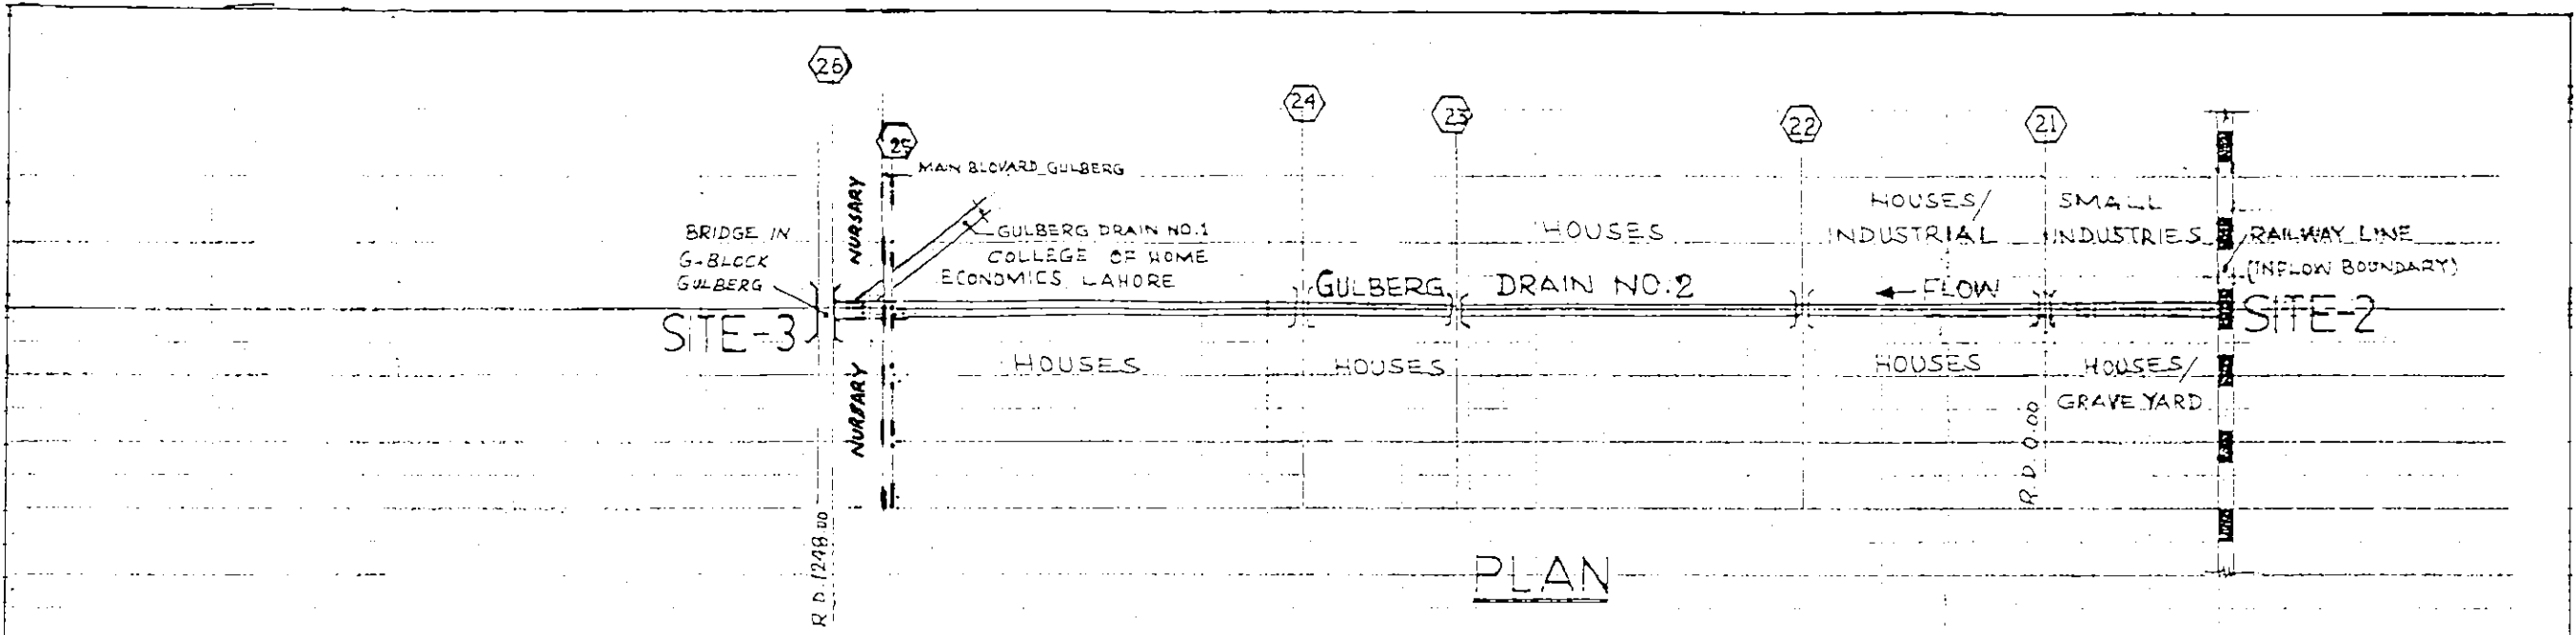 26
25
24
23
22
21
MAIN BLOVARD GULBERG
NURSARY
BRIDGE IN
G-BLOCK
GULBERG
GULBERG DRAIN NO.1
COLLEGE OF HOME
ECONOMICS LAHORE
HOUSES
HOUSES/
INDUSTRIAL
SMALL
INDUSTRIES
RAILWAY LINE
(INFLOW BOUNDARY)
GULBERG DRAIN NO.2
FLOW
SITE-3
SITE-2
NURSARY
HOUSES
HOUSES
HOUSES
HOUSES/
GRAVE YARD
R.D. 0.00
R.D. 1248.00
PLAN